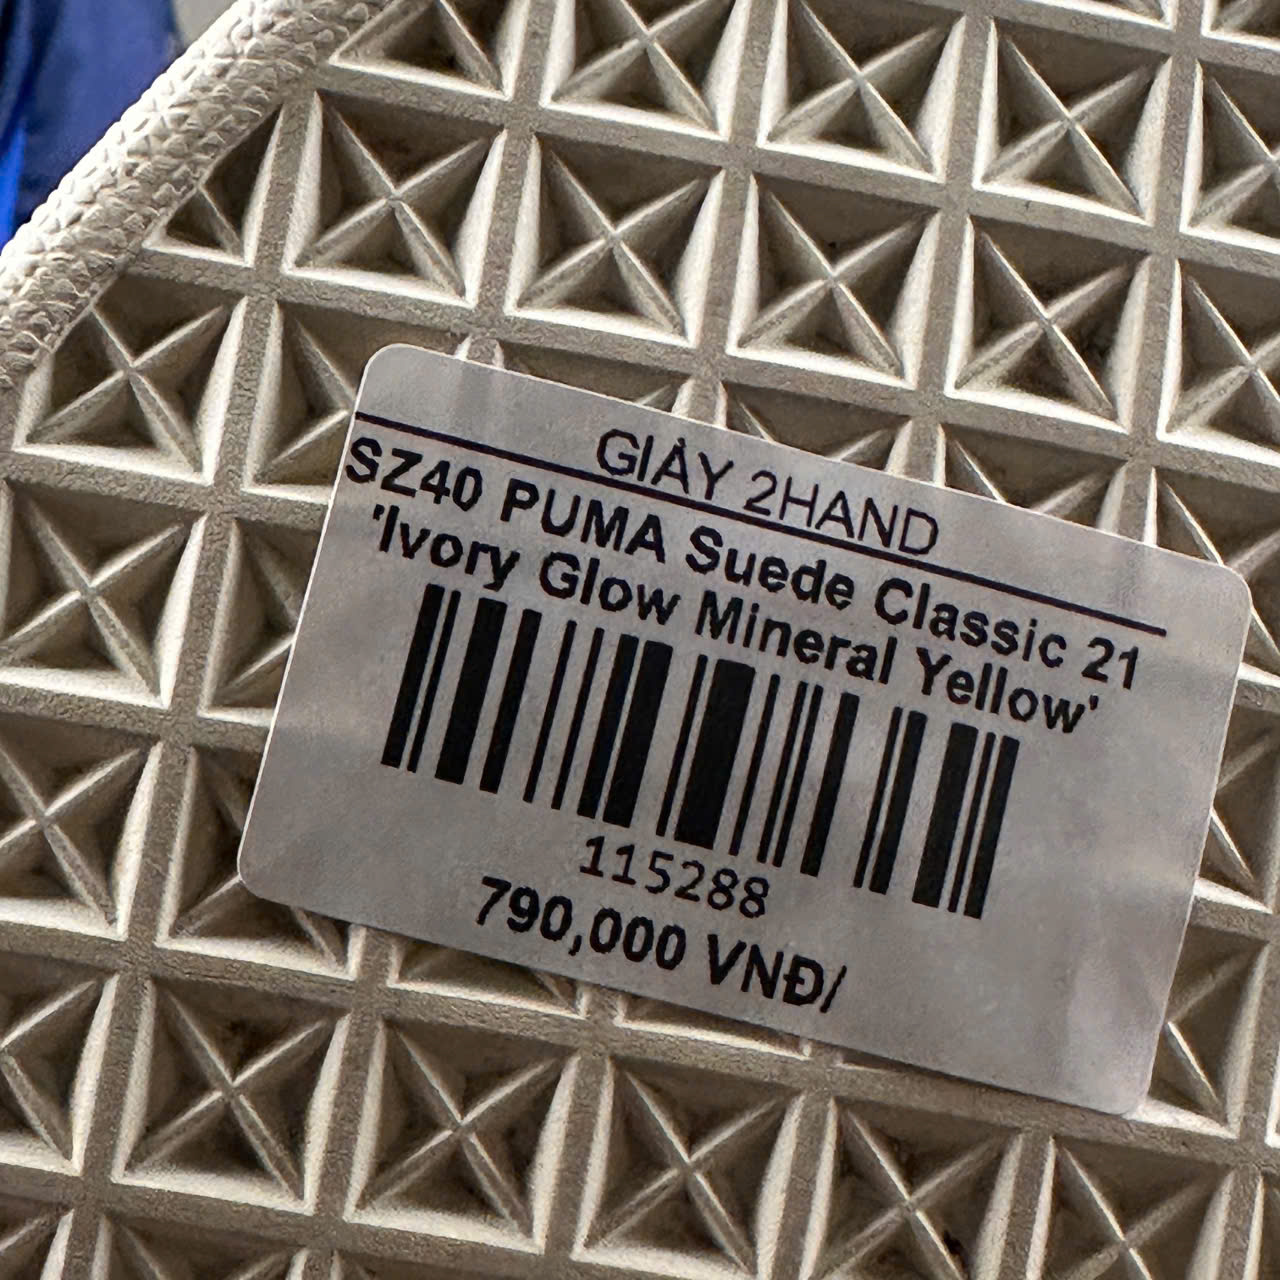 GIÀY 2HAND
SZ40 PUMA Suede Classic 21
'Ivory Glow Mineral Yellow'
115288
790,000 VNĐ/